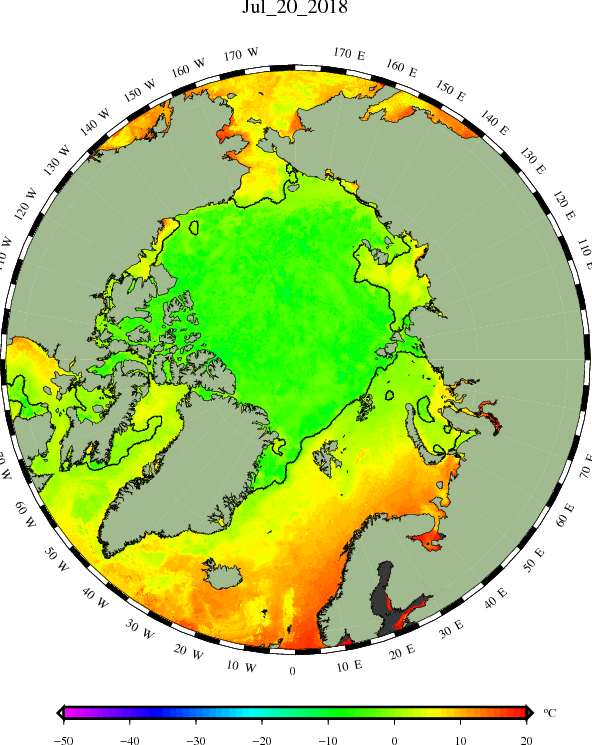 Jul_20_2018
170 W
170 E
160 W
160 E
150 W
150 E
140 W
140 E
130 W
130 E
120 W
120 E
110 E
60 W
70 E
50 W
60 E
40 W
50 E
30 W
40 E
20 W
30 E
10 W
20 E
0
10 E
°C
−50
−40
−30
−20
−10
0
10
20